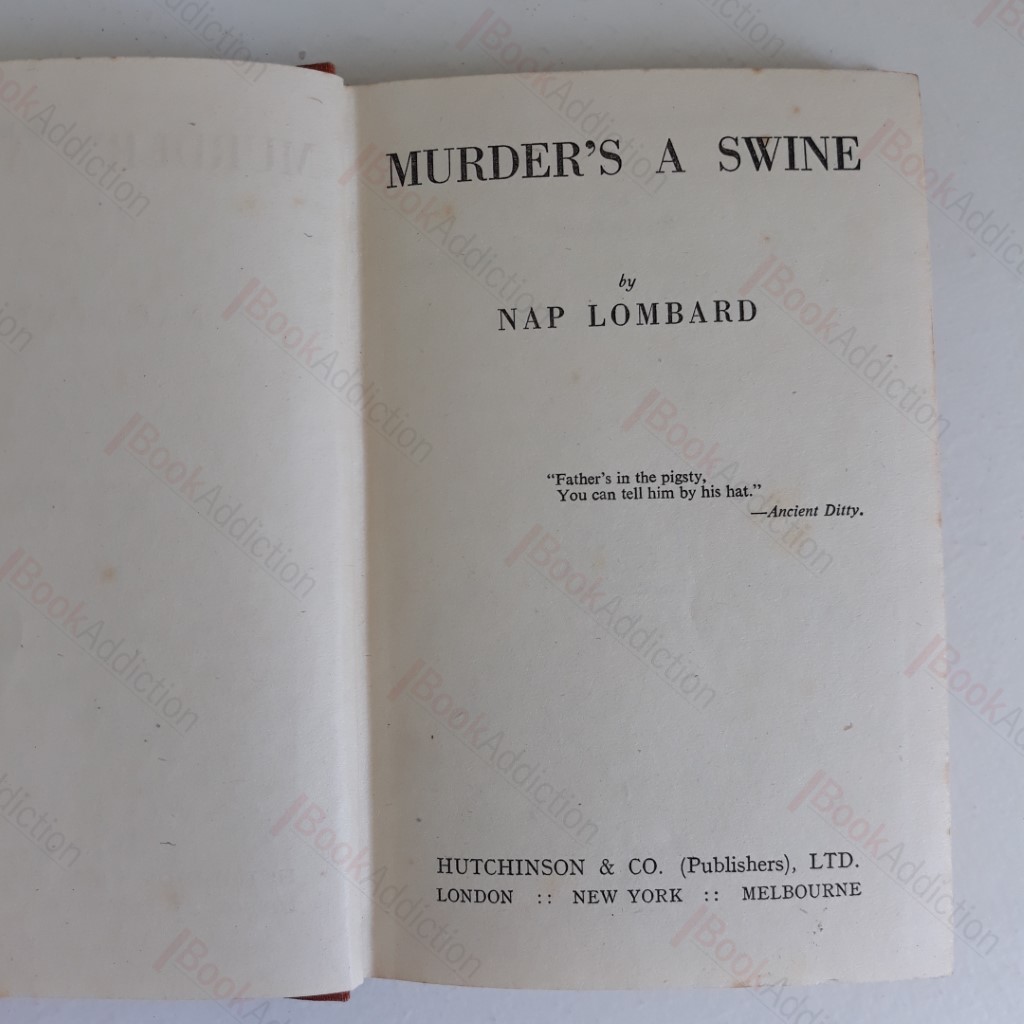 MURDER'S A SWINE
by
NAP LOMBARD
“Father's in the pigsty,
You can tell him by his hat.”
—Ancient Ditty.
HUTCHINSON & CO. (Publishers), LTD.
LONDON :: NEW YORK :: MELBOURNE
BookAddiction